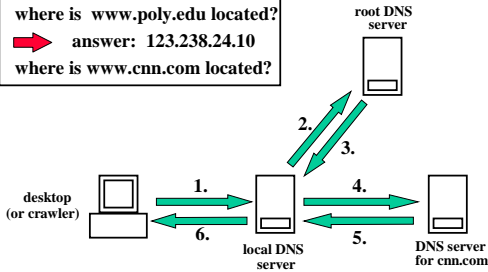 where is www.poly.edu located?
answer: 123.238.24.10
where is www.cnn.com located?
root DNS
server
2.
3.
desktop
(or crawler)
1.
6.
local DNS
server
4.
5.
DNS server
for cnn.com